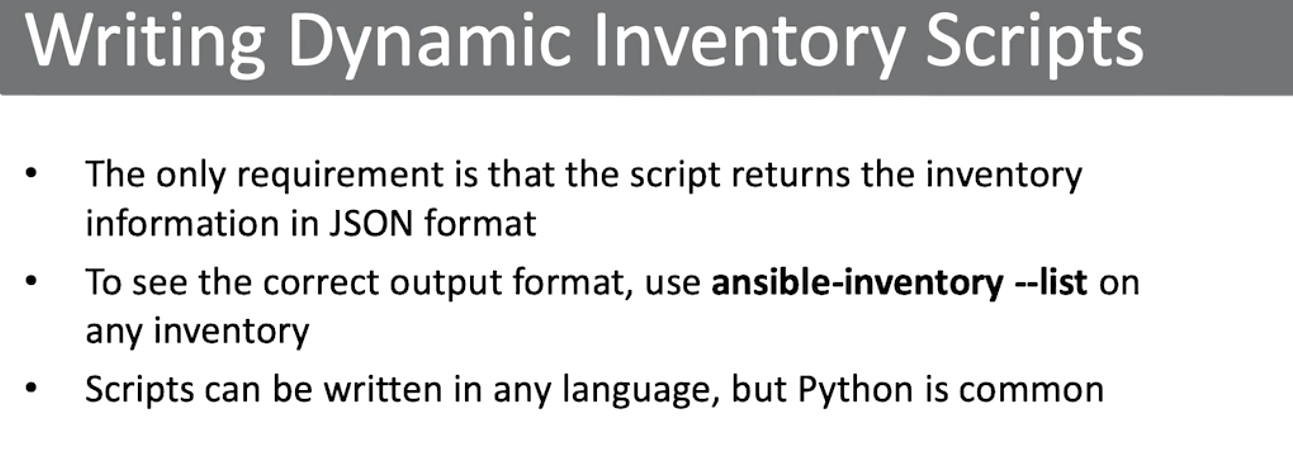 Writing Dynamic Inventory Scripts
• The only requirement is that the script returns the inventory
information in JSON format
• To see the correct output format, use ansible-inventory --list on
any inventory
• Scripts can be written in any language, but Python is common